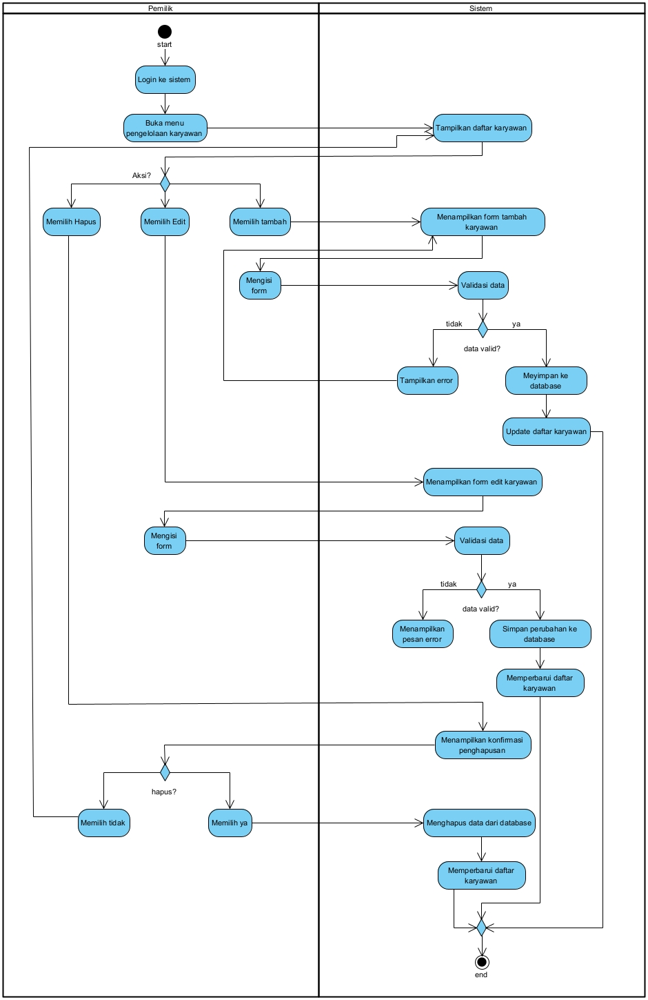 Pemilik
Sistem
start
Login ke sistem
Buka menu
pengelolaan karyawan
Tampilkan daftar karyawan
Aksi?
Memilih Hapus
Memilih Edit
Memilih tambah
Menampilkan form tambah
karyawan
Mengisi
form
Validasi data
tidak
ya
data valid?
Tampilkan error
Meyimpan ke
database
Update daftar karyawan
Menampilkan form edit karyawan
Mengisi
form
Validasi data
tidak
ya
data valid?
Menampilkan
pesan error
Simpan perubahan ke
database
Memperbarui daftar
karyawan
Menampilkan konfirmasi
penghapusan
hapus?
Memilih tidak
Memilih ya
Menghapus data dari database
Memperbarui daftar
karyawan
end